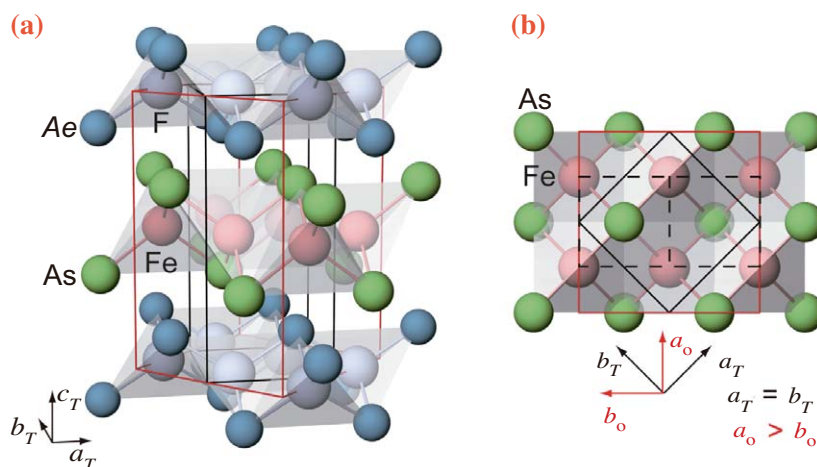 (a)
Ae
F
As
Fe
c_T
b_T
a_T
(b)
As
Fe
a_o
b_T
a_T
b_o
a_T = b_T
a_o > b_o